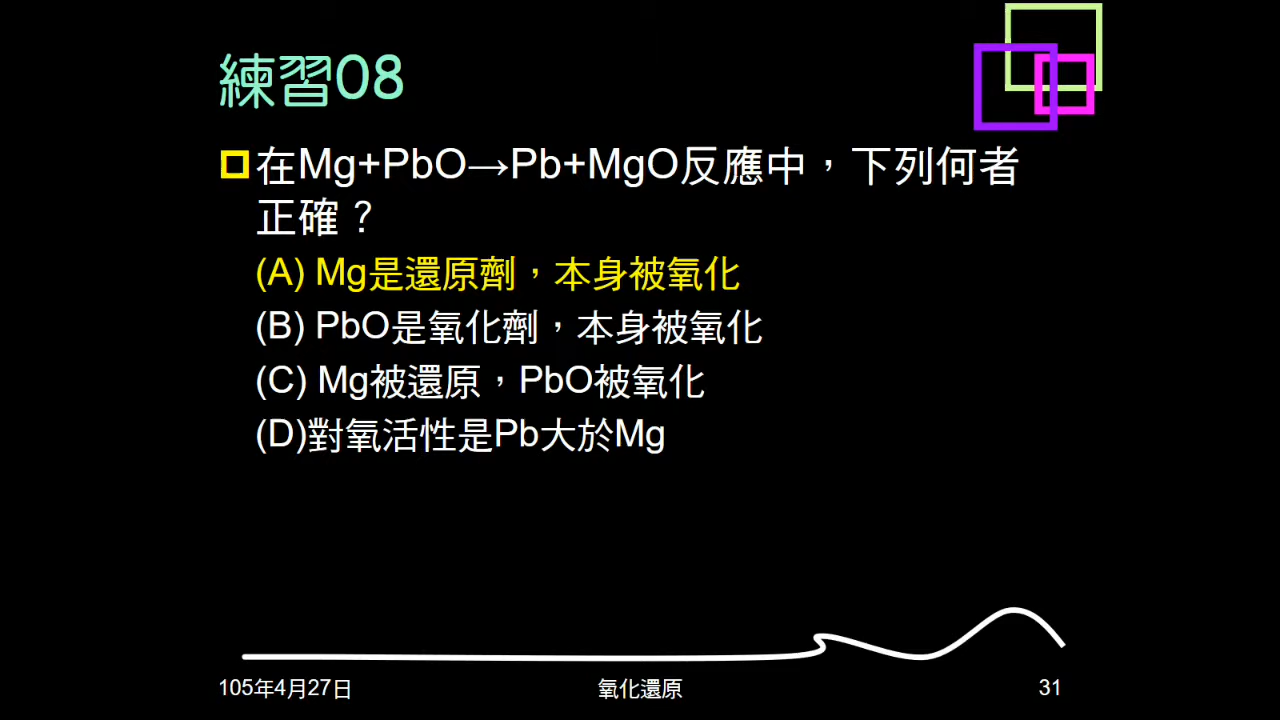 練習08
在Mg+PbO→Pb+MgO反應中，下列何者
正確？
(A) Mg是還原劑，本身被氧化
(B) PbO是氧化劑，本身被氧化
(C) Mg被還原，PbO被氧化
(D)對氧活性是Pb大於Mg
105年4月27日
氧化還原
31